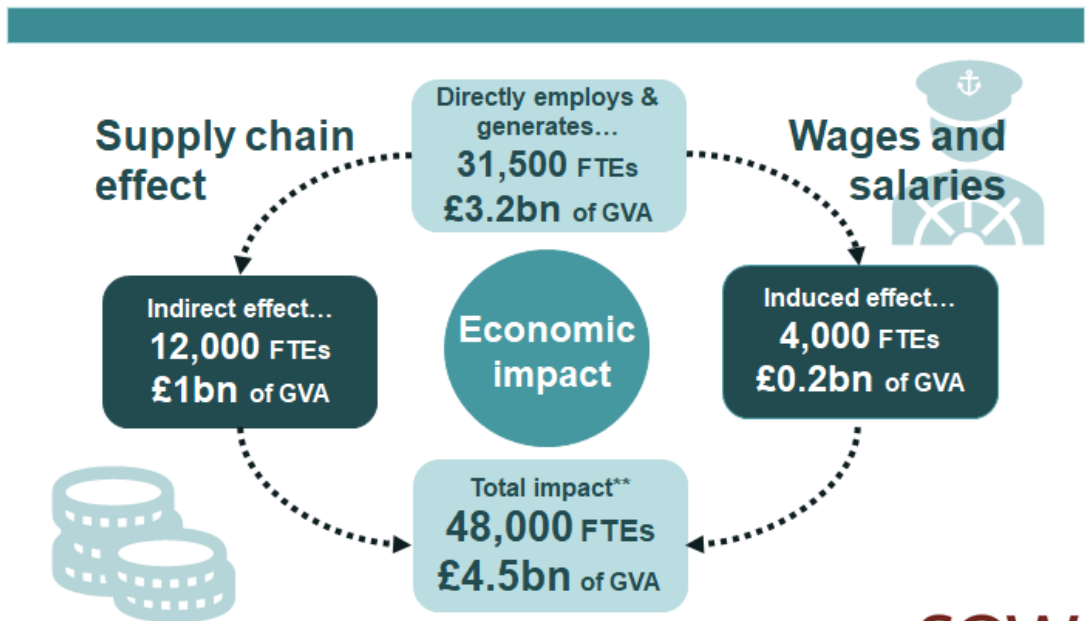 Directly employs &
generates...
31,500 FTEs
£3.2bn of GVA
Supply chain
effect
Wages and
salaries
Indirect effect...
12,000 FTEs
£1bn of GVA
Economic
impact
Induced effect...
4,000 FTEs
£0.2bn of GVA
Total impact**
48,000 FTEs
£4.5bn of GVA